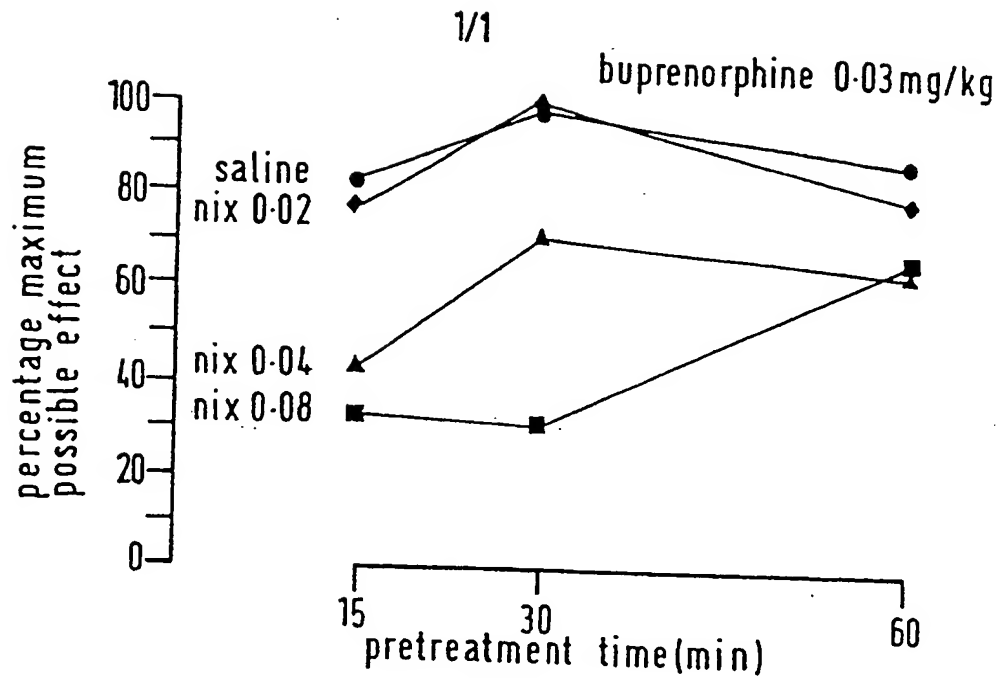 1/1
buprenorphine 0·03mg/kg
percentage maximum
possible effect
100
80
60
40
20
0
saline
nix 0·02
nix 0·04
nix 0·08
15
30
60
pretreatment time(min)